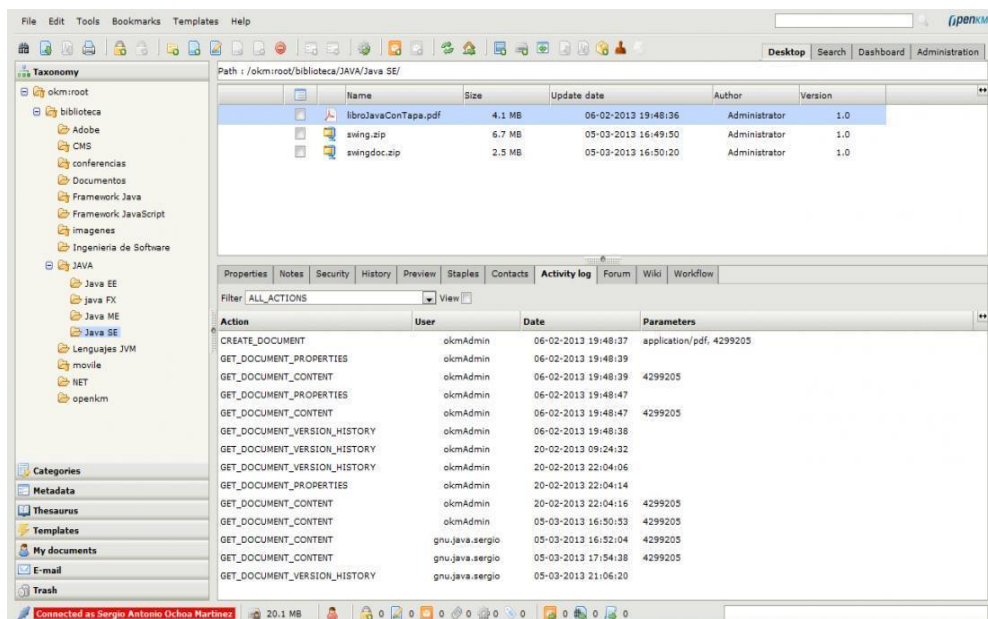 File Edit Tools Bookmarks Templates Help
OpenKM
Desktop Search Dashboard Administration
Taxonomy
Path : /okm:root/biblioteca/JAVA/Java SE/
okm:root
biblioteca
Adobe
CMS
conferencias
Documentos
Framework Java
Framework JavaScript
imagenes
Ingenieria de Software
JAVA
Java EE
java FX
Java ME
Java SE
Lenguajes JVM
movile
NET
openkm
Categories
Metadata
Thesaurus
Templates
My documents
E-mail
Trash
Name Size Update date Author Version
libroJavaConTapa.pdf 4.1 MB 06-02-2013 19:48:36 Administrator 1.0
swing.zip 6.7 MB 05-03-2013 16:49:50 Administrator 1.0
swingdoc.zip 2.5 MB 05-03-2013 16:50:20 Administrator 1.0
Properties Notes Security History Preview Staples Contacts Activity log Forum Wiki Workflow
Filter ALL_ACTIONS View
Action User Date Parameters
CREATE_DOCUMENT okmAdmin 06-02-2013 19:48:37 application/pdf, 4299205
GET_DOCUMENT_PROPERTIES okmAdmin 06-02-2013 19:48:39
GET_DOCUMENT_CONTENT okmAdmin 06-02-2013 19:48:39 4299205
GET_DOCUMENT_PROPERTIES okmAdmin 06-02-2013 19:48:47
GET_DOCUMENT_CONTENT okmAdmin 06-02-2013 19:48:47 4299205
GET_DOCUMENT_VERSION_HISTORY okmAdmin 06-02-2013 19:48:38
GET_DOCUMENT_VERSION_HISTORY okmAdmin 20-02-2013 09:24:32
GET_DOCUMENT_VERSION_HISTORY okmAdmin 20-02-2013 22:04:06
GET_DOCUMENT_PROPERTIES okmAdmin 20-02-2013 22:04:14
GET_DOCUMENT_CONTENT okmAdmin 20-02-2013 22:04:16 4299205
GET_DOCUMENT_CONTENT okmAdmin 05-03-2013 16:50:53 4299205
GET_DOCUMENT_CONTENT gnu.java.sergio 05-03-2013 16:52:04 4299205
GET_DOCUMENT_CONTENT gnu.java.sergio 05-03-2013 17:54:38 4299205
GET_DOCUMENT_VERSION_HISTORY gnu.java.sergio 05-03-2013 21:06:20
Connected as Sergio Antonio Ochoa Martinez 20.1 MB 0 0 0 0 0 0 0 0 0